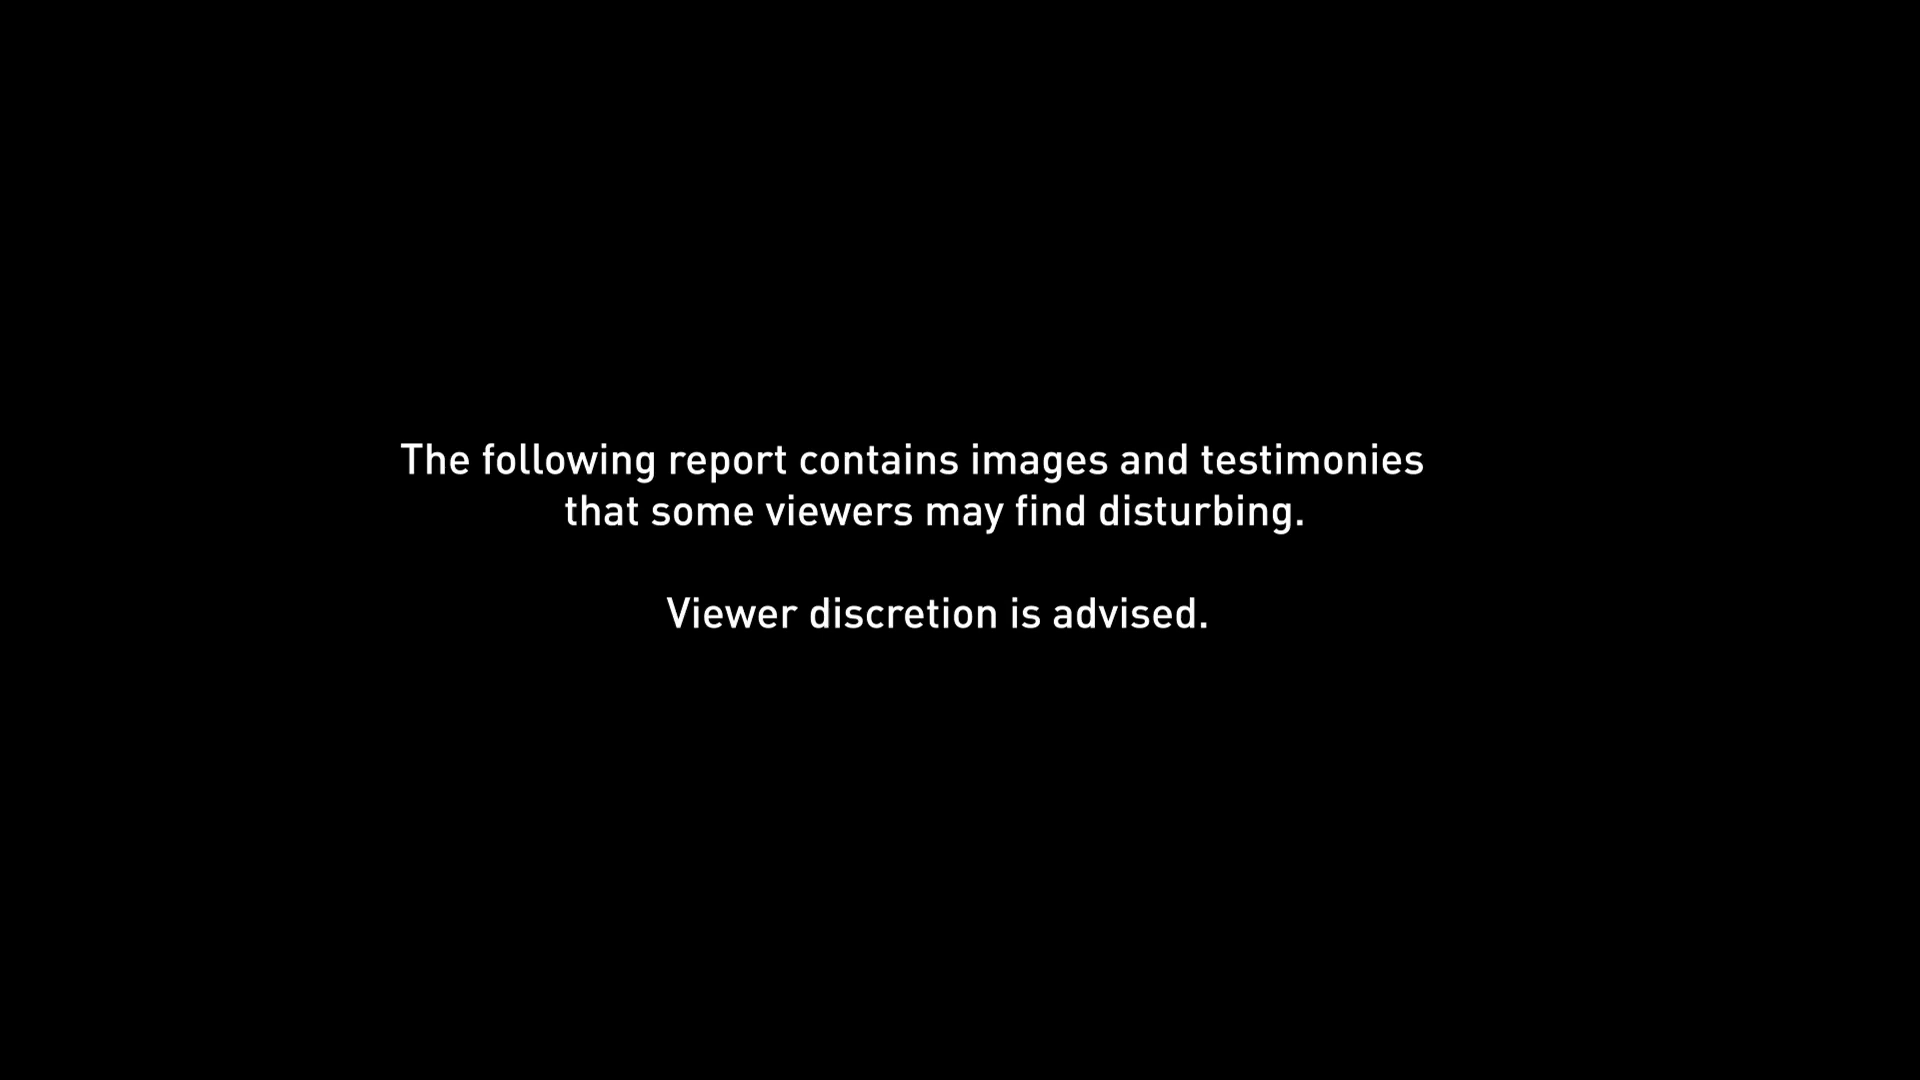 The following report contains images and testimonies
that some viewers may find disturbing.
Viewer discretion is advised.